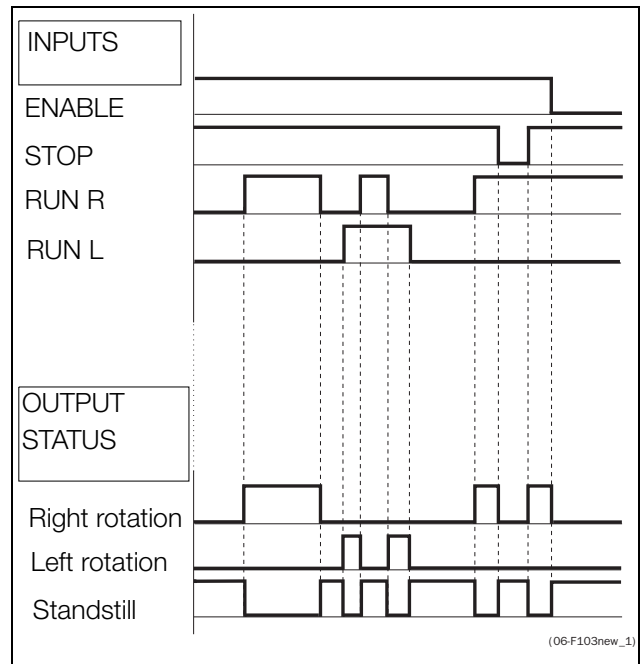 INPUTS
ENABLE
STOP
RUN R
RUN L
OUTPUT
STATUS
Right rotation
Left rotation
Standstill
(06-F103new_1)